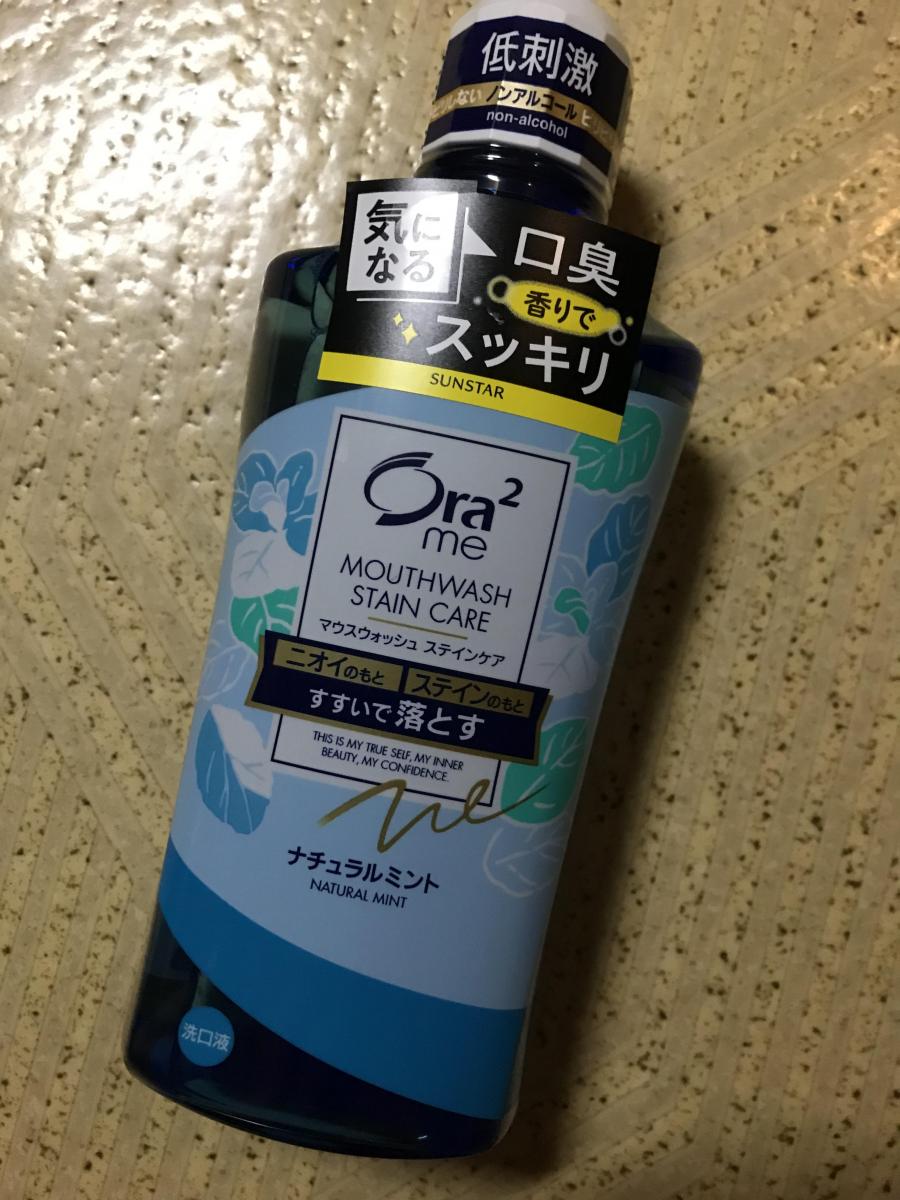 低刺激
ノンアルコール
non-alcohol
気に
なる
口臭
香りで
スッキリ
SUNSTAR
Ora²
me
MOUTHWASH
STAIN CARE
マウスウォッシュ ステインケア
ニオイのもと ステインのもと
すすいで落とす
THIS IS MY TRUE SELF, MY INNER
BEAUTY, MY CONFIDENCE.
me
ナチュラルミント
NATURAL MINT
洗口液